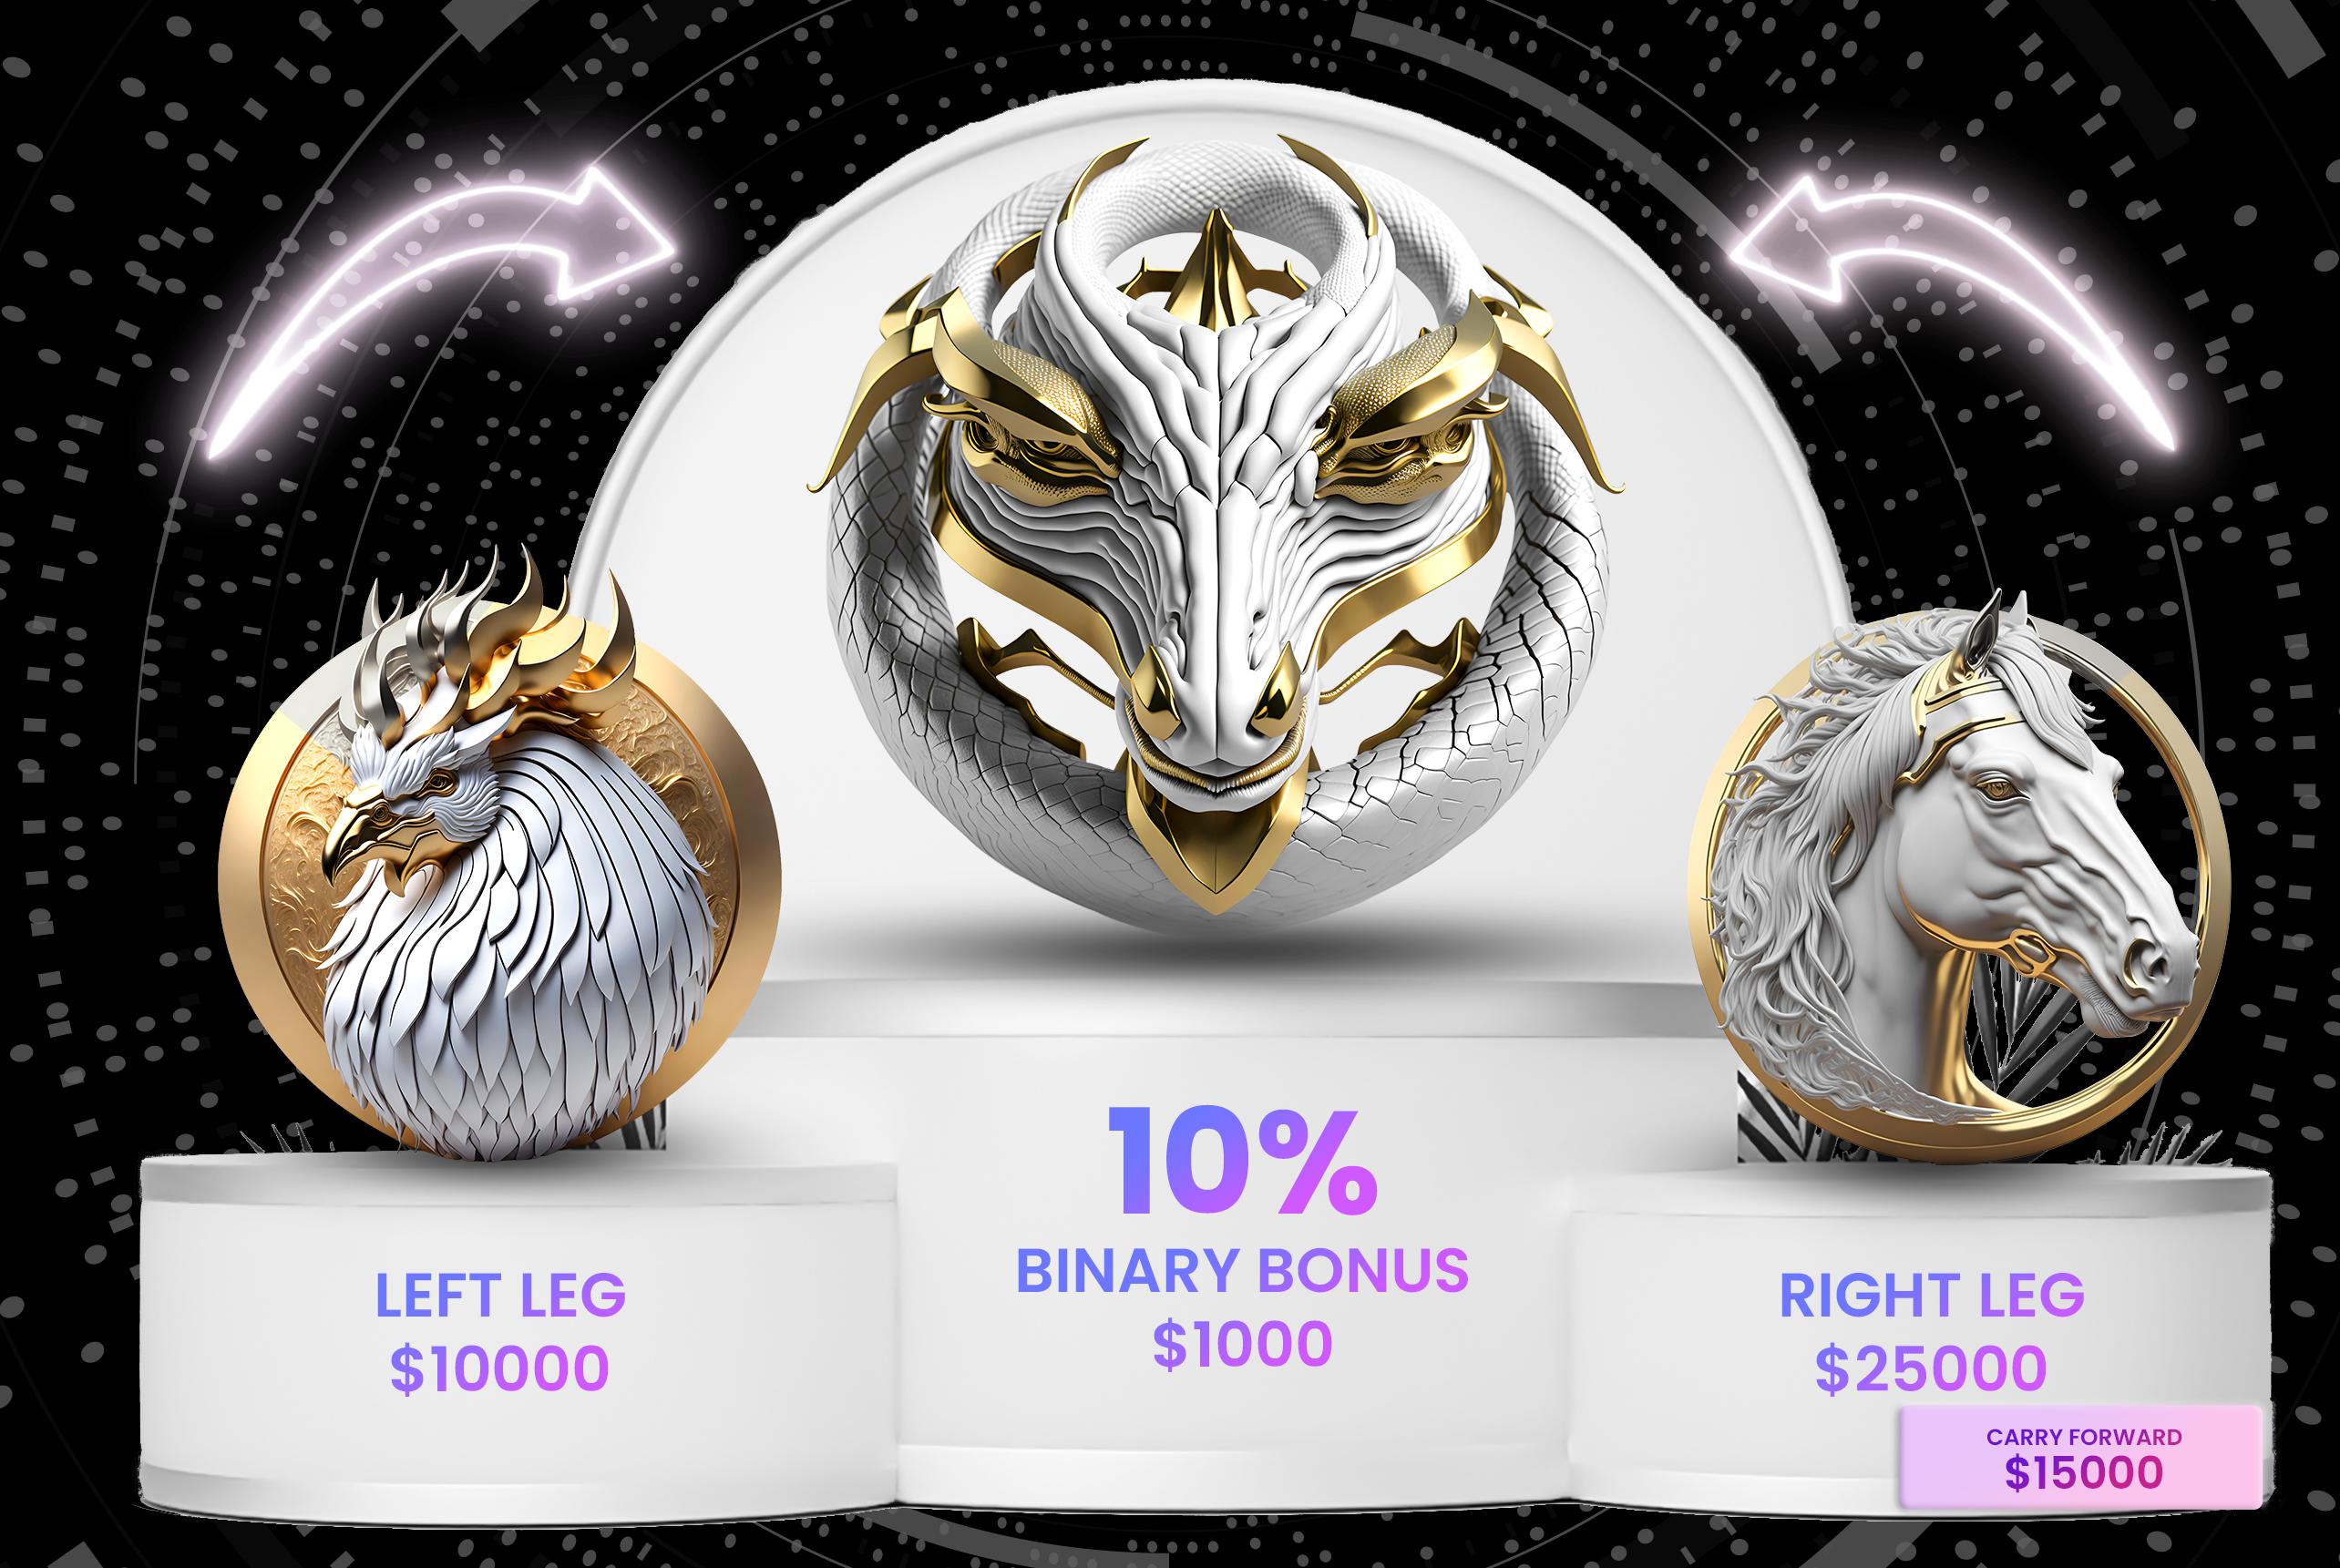 LEFT LEG
$10000
10%
BINARY BONUS
$1000
RIGHT LEG
$25000
CARRY FORWARD
$15000